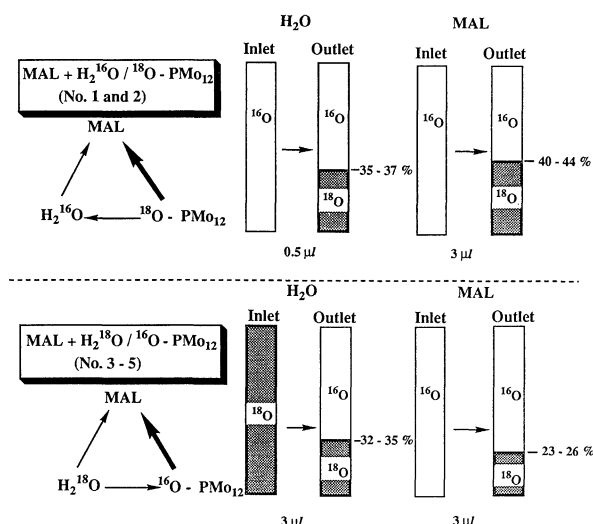 H₂O MAL
Inlet Outlet Inlet Outlet
MAL + H₂¹⁶O / ¹⁸O - PMo₁₂
(No. 1 and 2)
MAL
H₂¹⁶O ¹⁸O - PMo₁₂
¹⁶O ¹⁶O ¹⁶O ¹⁶O
35 - 37 % 40 - 44 %
¹⁸O ¹⁸O
0.5 µl 3 µl
H₂O MAL
Inlet Outlet Inlet Outlet
MAL + H₂¹⁸O / ¹⁶O - PMo₁₂
(No. 3 - 5)
MAL
H₂¹⁸O ¹⁶O - PMo₁₂
¹⁸O ¹⁶O ¹⁶O ¹⁶O
32 - 35 % 23 - 26 %
¹⁸O ¹⁸O
3 µl 3 µl